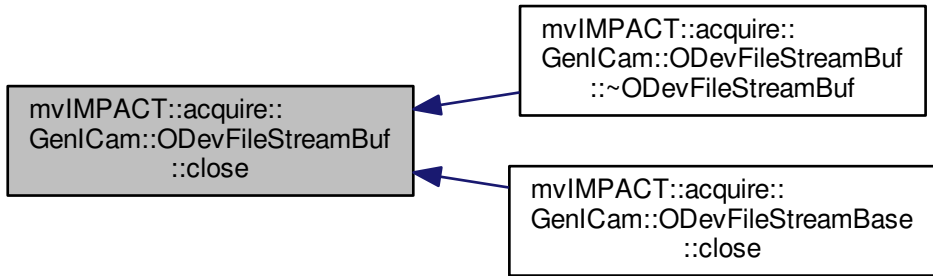 mvIMPACT::acquire::
GenICam::ODevFileStreamBuf
::close
mvIMPACT::acquire::
GenICam::ODevFileStreamBuf
::~ODevFileStreamBuf
mvIMPACT::acquire::
GenICam::ODevFileStreamBase
::close